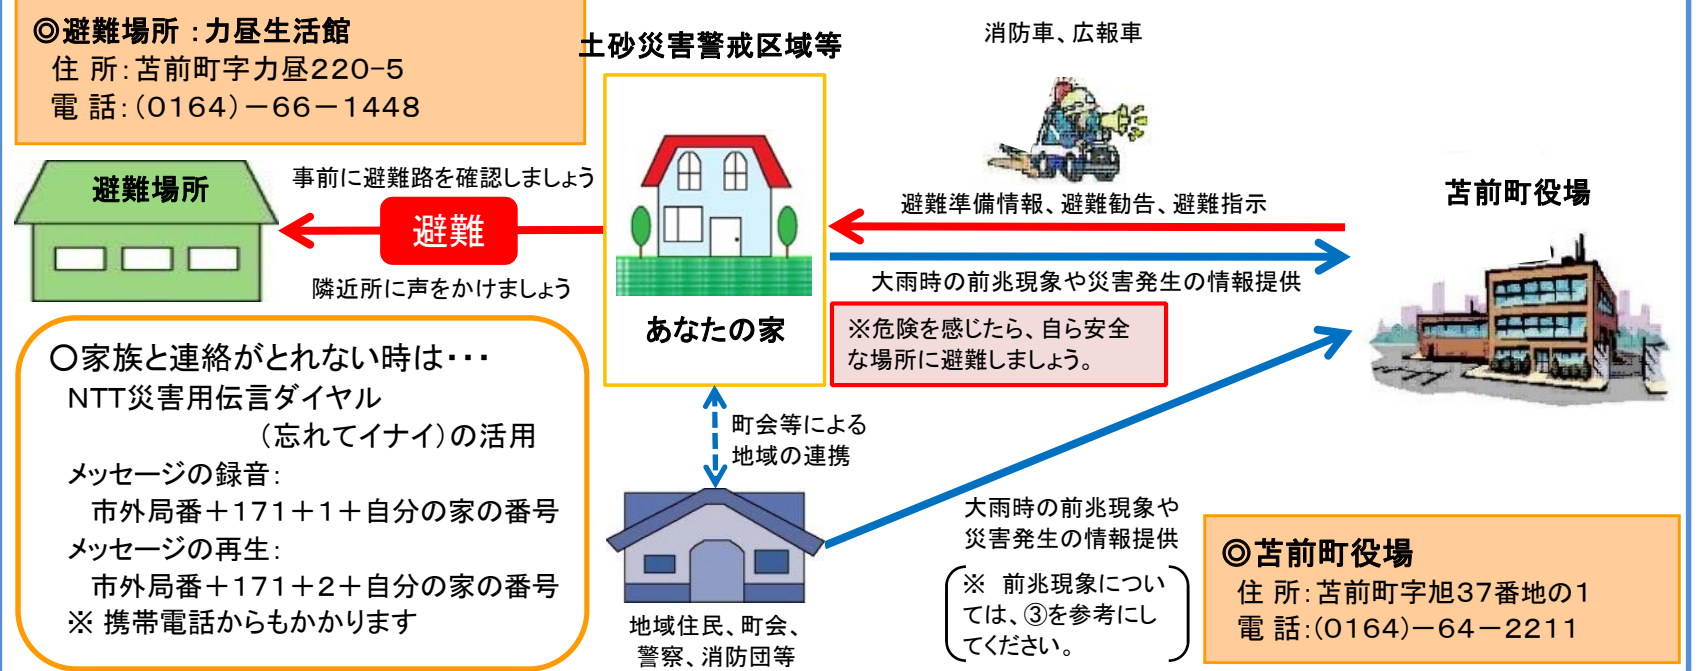 ◎避難場所：力昼生活館
住 所：苫前町字力昼220-5
電 話：(0164)－66－1448
土砂災害警戒区域等
消防車、広報車
避難場所
事前に避難路を確認しましょう
避難
隣近所に声をかけましょう
あなたの家
避難準備情報、避難勧告、避難指示
大雨時の前兆現象や災害発生の情報提供
※危険を感じたら、自ら安全
な場所に避難しましょう。
苫前町役場
〇家族と連絡がとれない時は・・・
NTT災害用伝言ダイヤル
（忘れてイナイ）の活用
メッセージの録音：
市外局番＋171＋1＋自分の家の番号
メッセージの再生：
市外局番＋171＋2＋自分の家の番号
※ 携帯電話からもかかります
町会等による
地域の連携
地域住民、町会、
警察、消防団等
大雨時の前兆現象や
災害発生の情報提供
※ 前兆現象につい
ては、③を参考にし
てください。
◎苫前町役場
住 所：苫前町字旭37番地の1
電 話：(0164)－64－2211